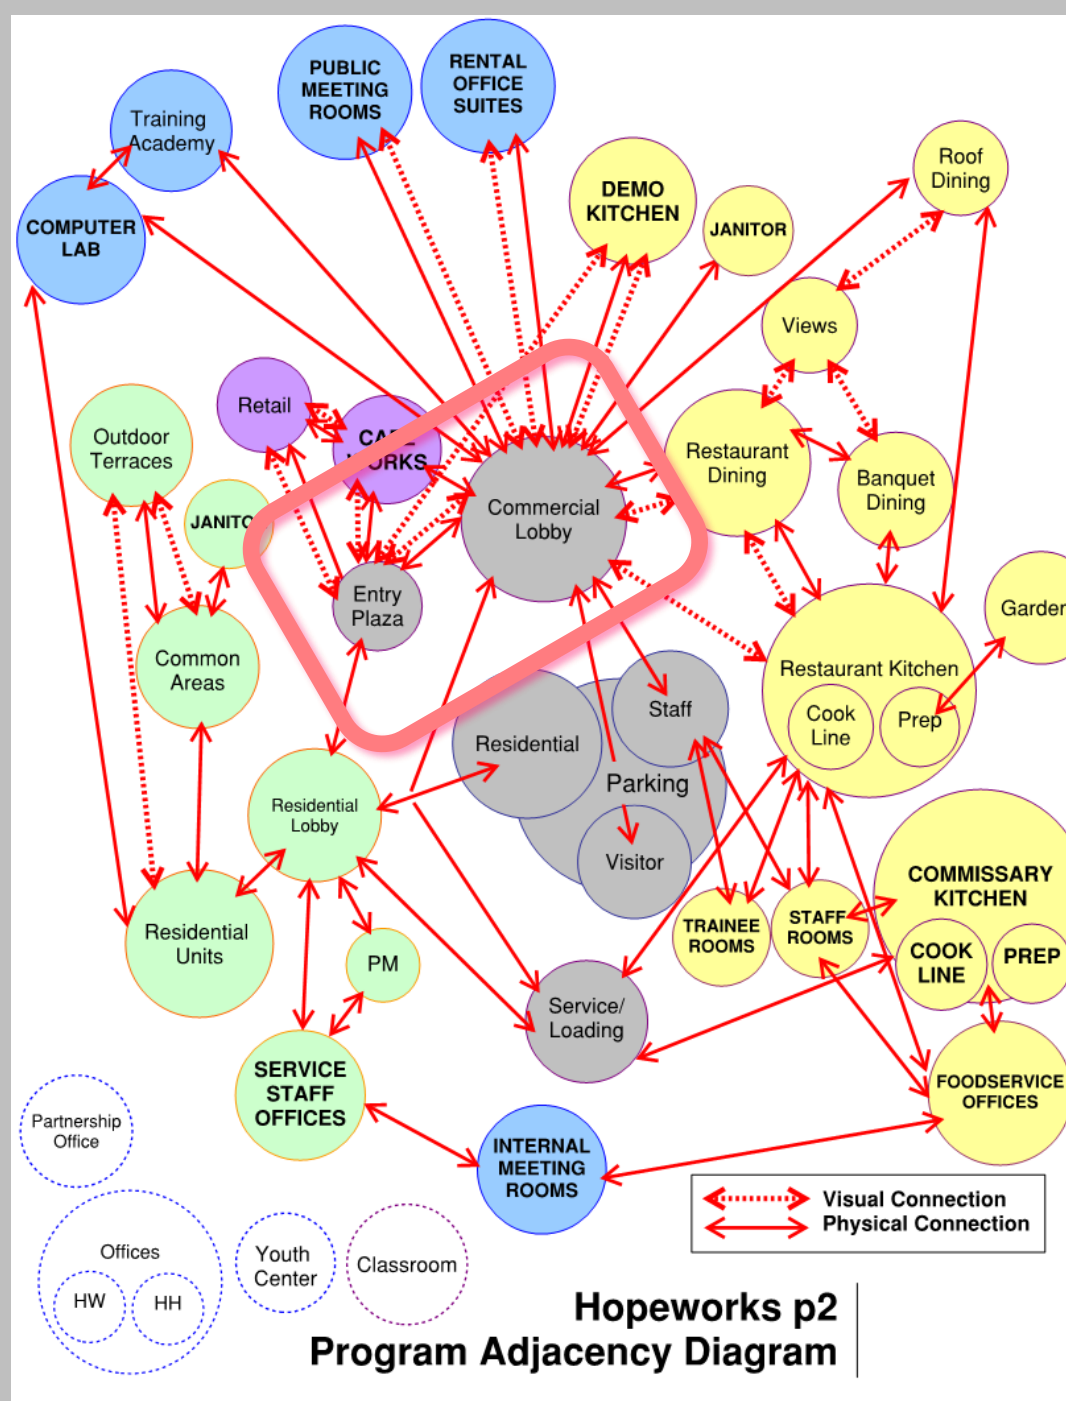 PUBLIC
MEETING
ROOMS
RENTAL
OFFICE
SUITES
Training
Academy
COMPUTER
LAB
DEMO
KITCHEN
JANITOR
Roof
Dining
Views
Retail
WORKS
Outdoor
Terraces
Commercial
Lobby
Restaurant
Dining
Banquet
Dining
Entry
Plaza
Common
Areas
Restaurant Kitchen
Cook
Line
Prep
Staff
Residential
Parking
Visitor
Residential
Lobby
Residential
Units
PM
TRAINEE
ROOMS
STAFF
ROOMS
COMMISSARY
KITCHEN
COOK
LINE
PREP
Service/
Loading
SERVICE
STAFF
OFFICES
FOODSERVICE
OFFICES
INTERNAL
MEETING
ROOMS
Partnership
Office
Offices
HW
HH
Youth
Center
Classroom
Visual Connection
Physical Connection
Hopeworks p2
Program Adjacency Diagram